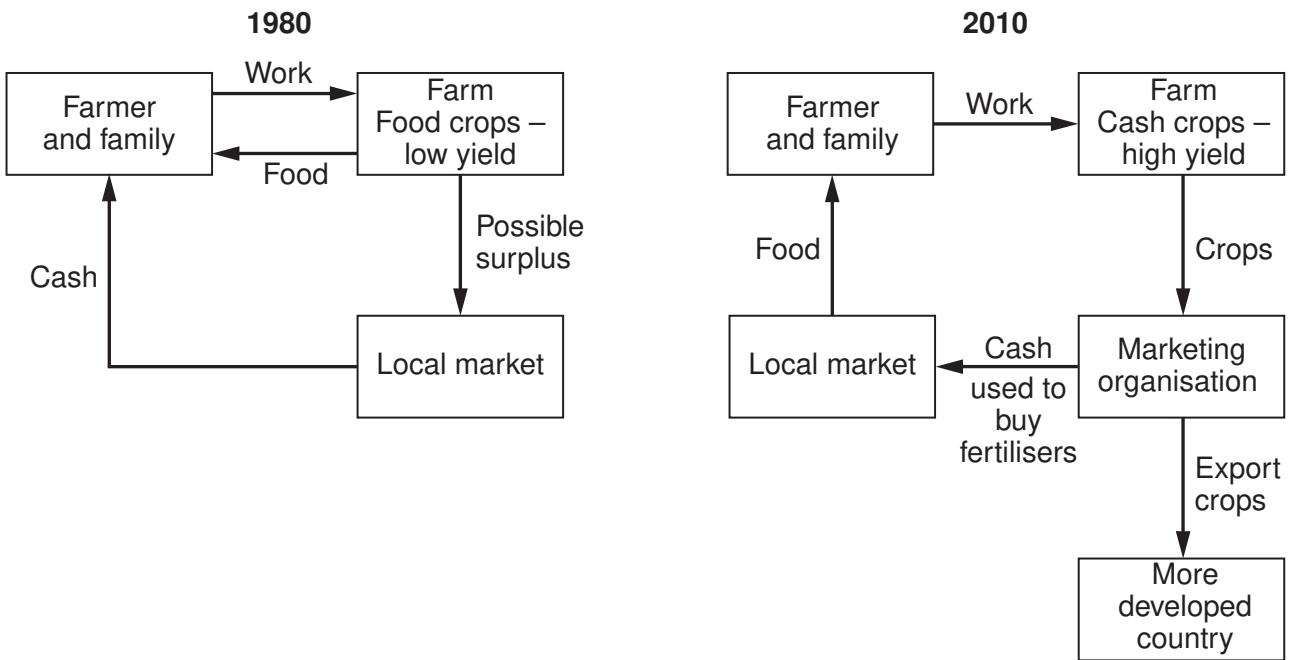 1980
Work
Farmer
and family
Farm
Food crops –
low yield
Food
Possible
surplus
Cash
Local market
2010
Farmer
and family
Work
Farm
Cash crops –
high yield
Food
Crops
Local market
Cash
used to
buy
fertilisers
Marketing
organisation
Export
crops
More
developed
country